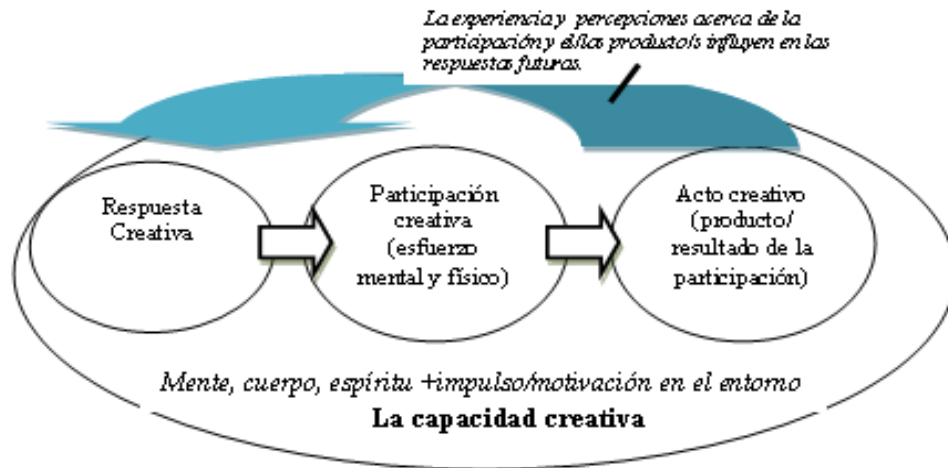 La experiencia y percepciones acerca de la
participación y el/los producto/s influyen en las
respuestas futuras.
Respuesta
Creativa
Participación
creativa
(esfuerzo
mental y físico)
Acto creativo
(producto/
resultado de la
participación)
Mente, cuerpo, espíritu +impulso/motivación en el entorno
La capacidad creativa